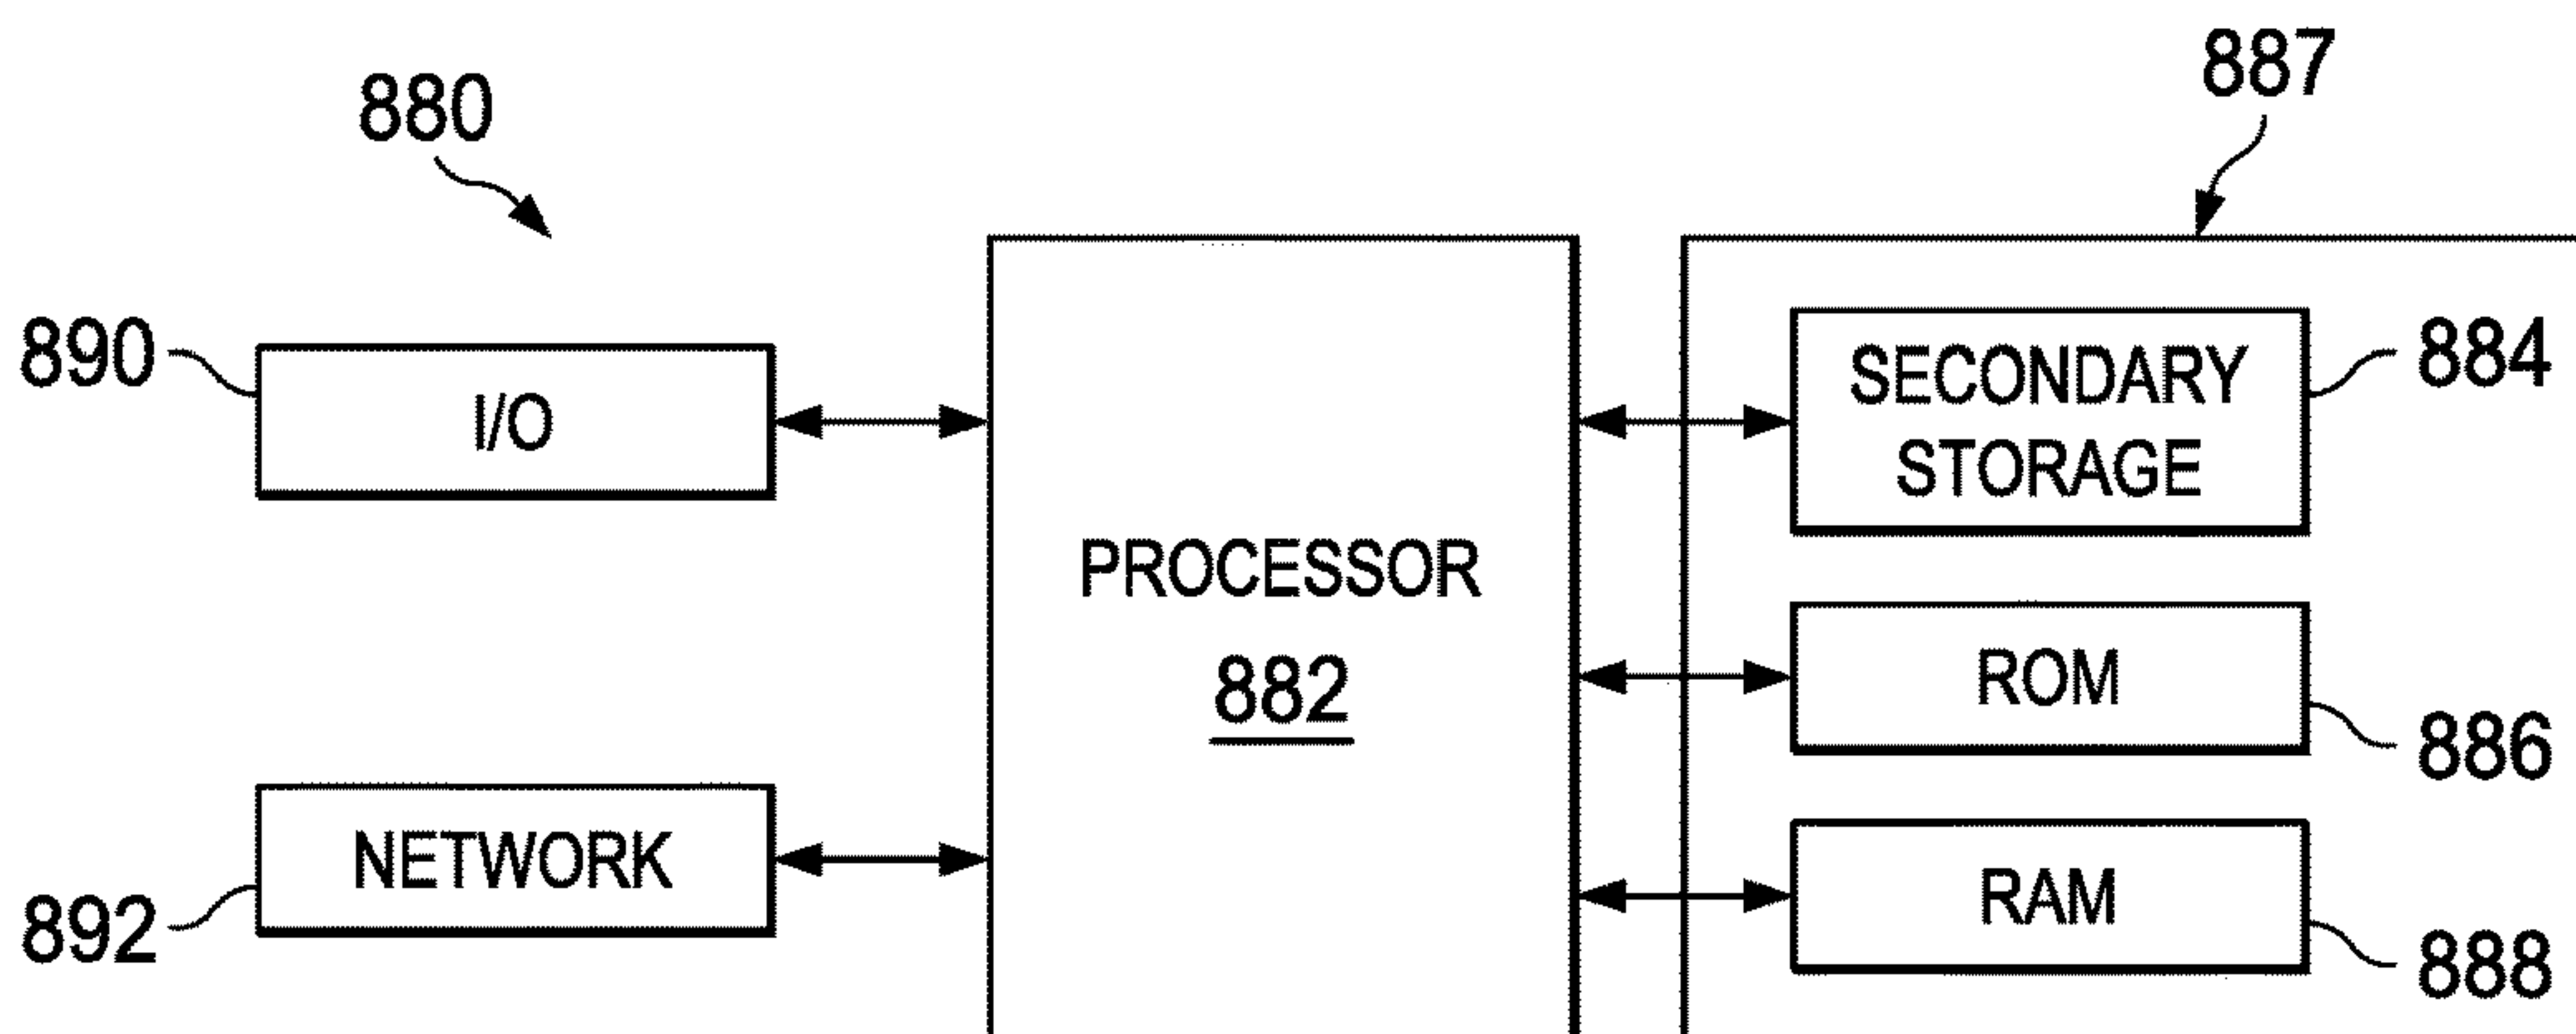 880
887
890
I/O
SECONDARY
STORAGE
884
PROCESSOR
882
ROM
886
NETWORK
892
RAM
888